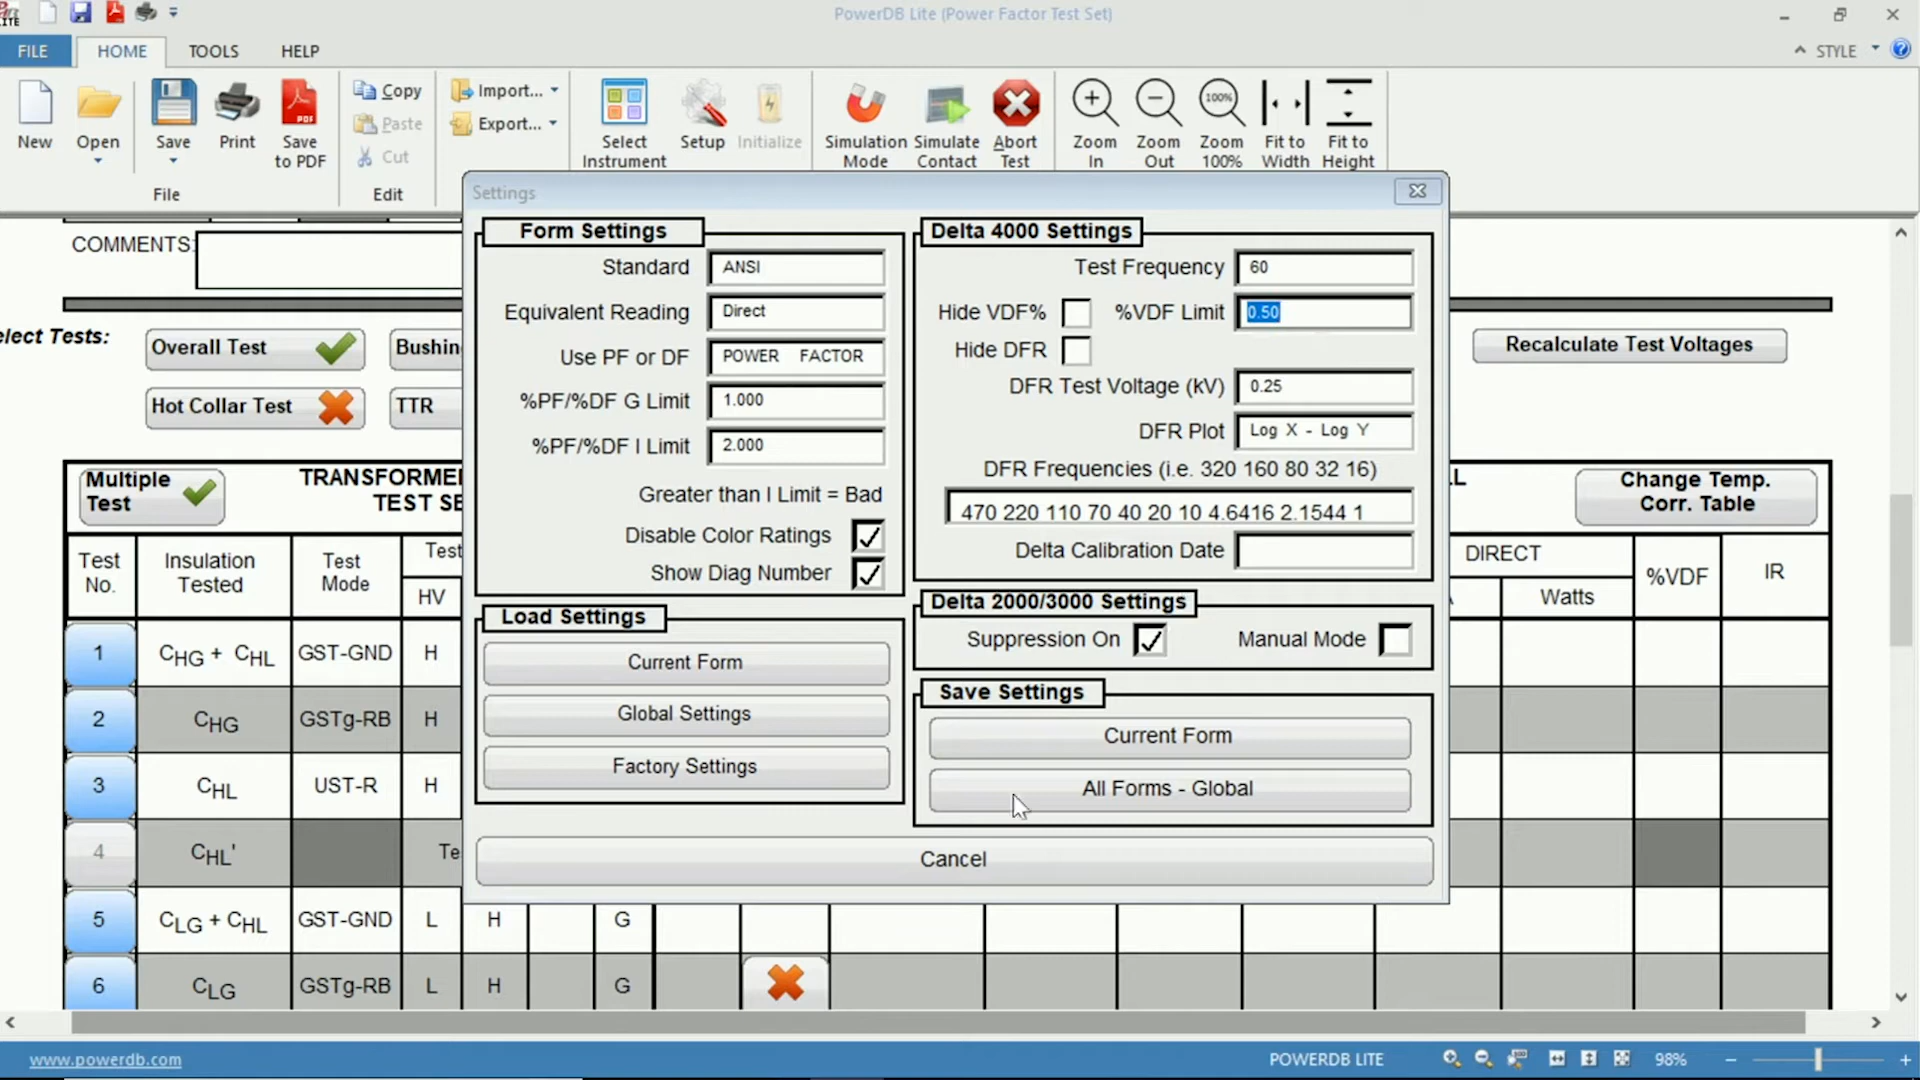 PowerDB Lite (Power Factor Test Set)
FILE HOME TOOLS HELP STYLE
New Open Save Print Save to PDF
Copy
Paste
Cut
Import...
Export...
Select Instrument Setup Initialize
Simulation Mode Simulate Contact Abort Test
Zoom In Zoom Out 100% Zoom 100% Fit to Width Fit to Height
File Edit
COMMENTS:
elect Tests:
Overall Test
Bushin
Hot Collar Test
TTR
Recalculate Test Voltages
Multiple Test
TRANSFORME
TEST SE
LL
Change Temp. Corr. Table
Test No.
Insulation Tested
Test Mode
Test
HV
DIRECT
Watts
%VDF
IR
1 CHG + CHL GST-GND H
2 CHG GSTg-RB H
3 CHL UST-R H
4 CHL' Te
5 CLG + CHL GST-GND L H G
6 CLG GSTg-RB L H G
Settings
Form Settings
Standard ANSI
Equivalent Reading Direct
Use PF or DF POWER FACTOR
%PF/%DF G Limit 1.000
%PF/%DF I Limit 2.000
Greater than I Limit = Bad
Disable Color Ratings
Show Diag Number
Load Settings
Current Form
Global Settings
Factory Settings
Delta 4000 Settings
Test Frequency 60
Hide VDF% %VDF Limit 0.50
Hide DFR
DFR Test Voltage (kV) 0.25
DFR Plot Log X - Log Y
DFR Frequencies (i.e. 320 160 80 32 16)
470 220 110 70 40 20 10 4.6416 2.1544 1
Delta Calibration Date
Delta 2000/3000 Settings
Suppression On Manual Mode
Save Settings
Current Form
All Forms - Global
Cancel
www.powerdb.com
POWERDB LITE
98%